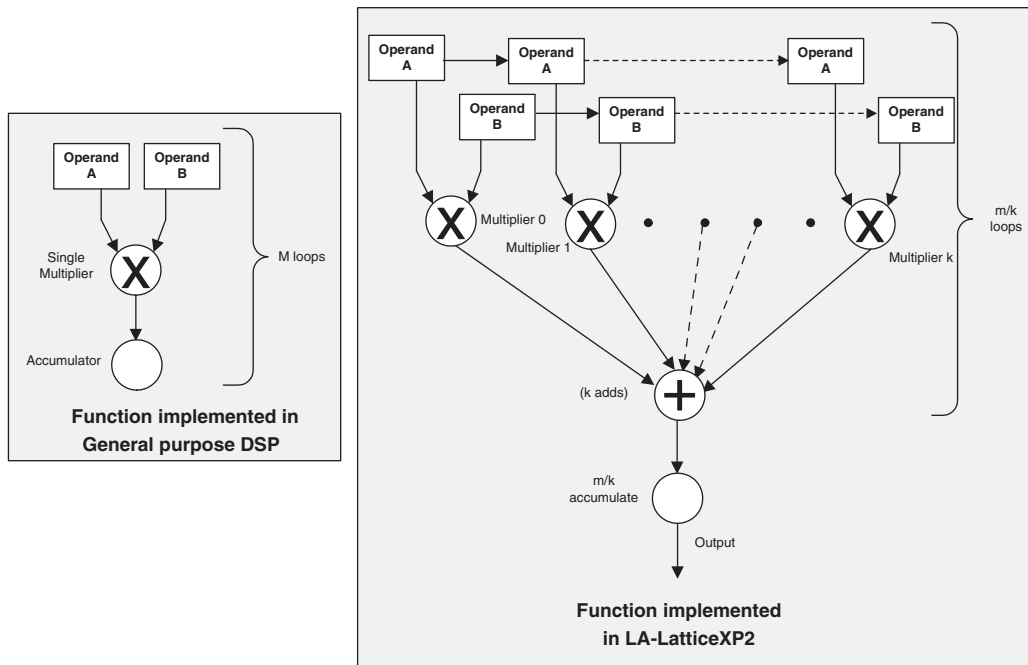 Operand
A
Operand
B
Single
Multiplier
X
M loops
Accumulator
Function implemented in
General purpose DSP
Operand
A
Operand
A
Operand
A
Operand
B
Operand
B
Operand
B
X
Multiplier 0
X
Multiplier 1
X
Multiplier k
m/k
loops
(k adds)
+
m/k
accumulate
Output
Function implemented
in LA-LatticeXP2